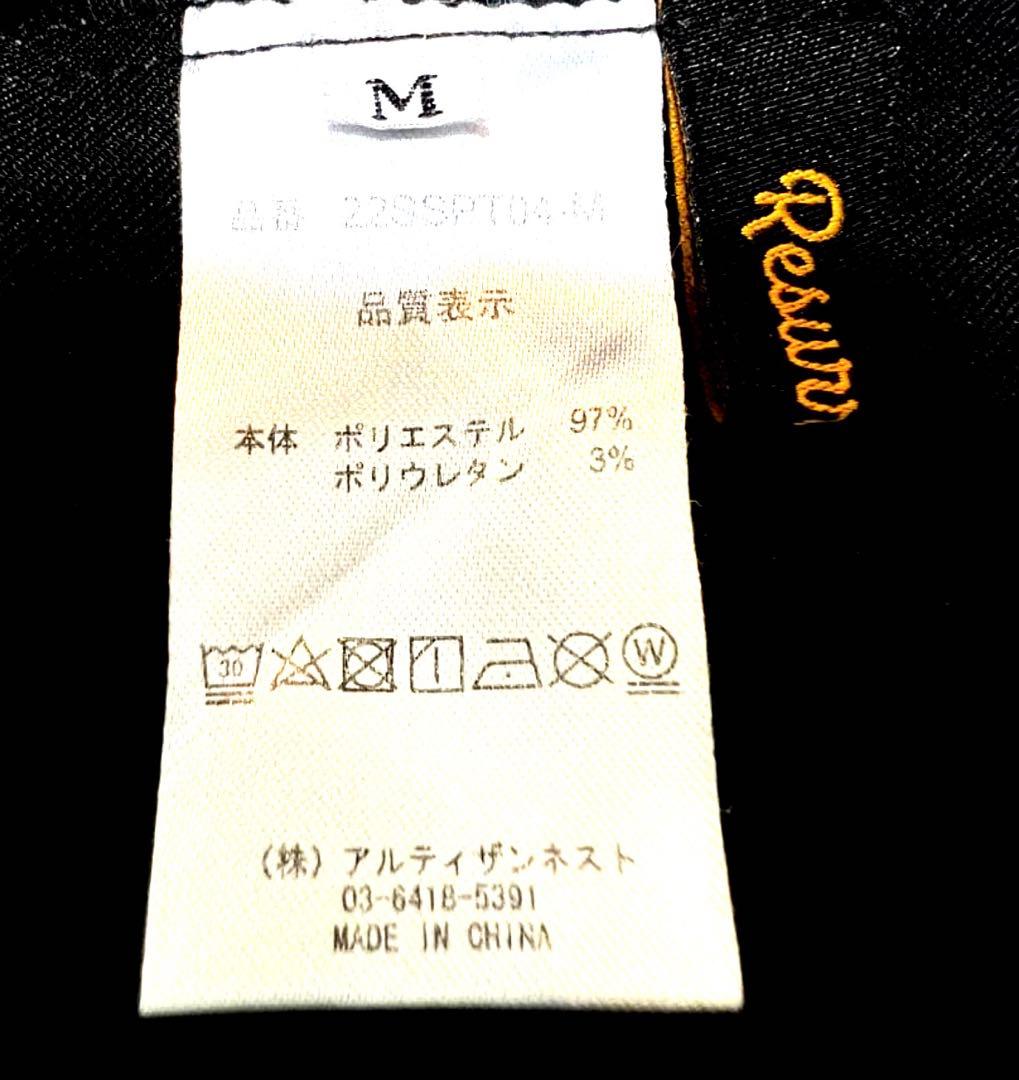 M
品番 22SSPT04-M
品質表示
本体 ポリエステル 97%
ポリウレタン 3%
30
W
(株) アルティザンネスト
03-6418-5391
MADE IN CHINA
Resurr